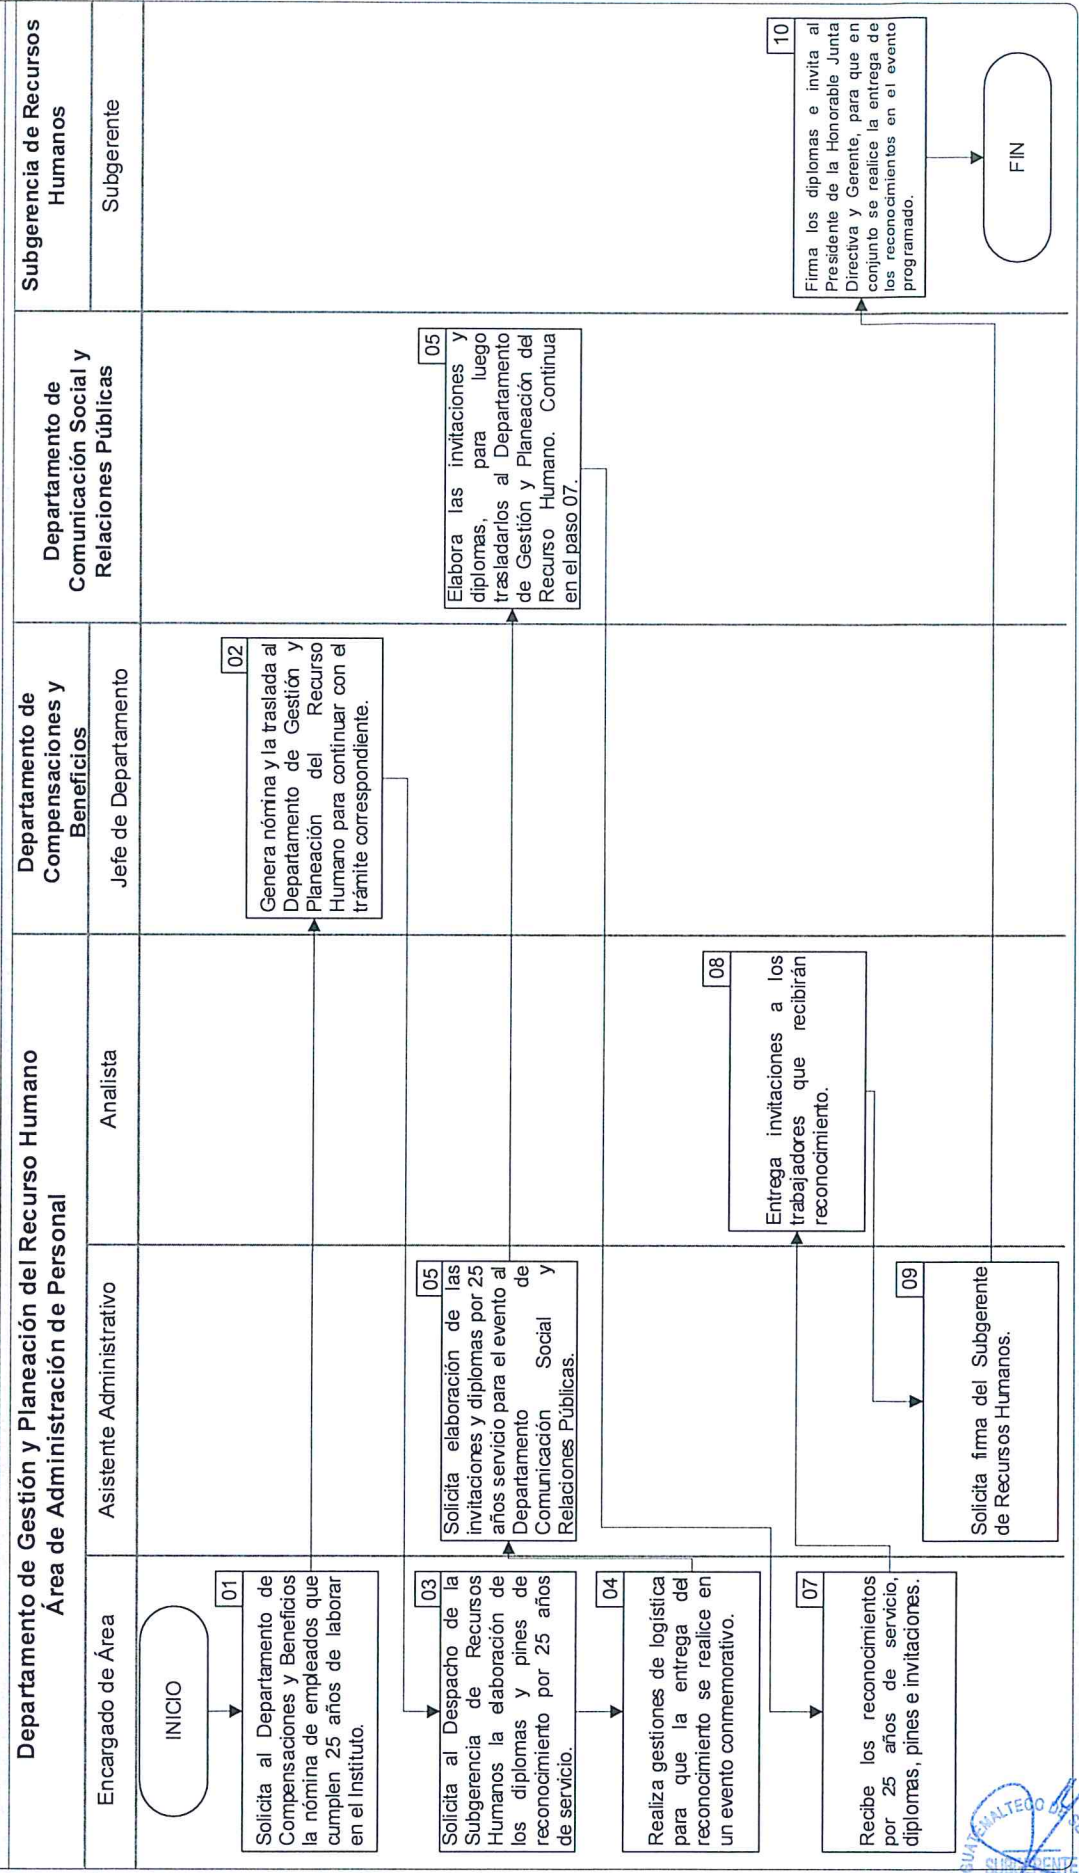 Departamento de Gestión y Planeación del Recurso Humano
Área de Administración de Personal
Departamento de
Compensaciones y
Beneficios
Departamento de
Comunicación Social y
Relaciones Públicas
Subgerencia de Recursos
Humanos
Encargado de Área
Asistente Administrativo
Analista
Jefe de Departamento
Subgerente
INICIO
01
Solicita al Departamento de
Compensaciones y Beneficios
la nómina de empleados que
cumplen 25 años de laborar
en el Instituto.
02
Genera nómina y la traslada al
Departamento de Gestión y
Planeación del Recurso
Humano para continuar con el
trámite correspondiente.
03
Solicita al Despacho de la
Subgerencia de Recursos
Humanos la elaboración de
los diplomas y pines de
reconocimiento por 25 años
de servicio.
04
Realiza gestiones de logística
para que la entrega del
reconocimiento se realice en
un evento conmemorativo.
05
Solicita elaboración de las
invitaciones y diplomas por 25
años servicio para el evento al
Departamento de
Comunicación Social y
Relaciones Públicas.
05
Elabora las invitaciones y
diplomas, para luego
trasladarlos al Departamento
de Gestión y Planeación del
Recurso Humano. Continua
en el paso 07.
07
Recibe los reconocimientos
por 25 años de servicio,
diplomas, pines e invitaciones.
08
Entrega invitaciones a los
trabajadores que recibirán
reconocimiento.
09
Solicita firma del Subgerente
de Recursos Humanos.
10
Firma los diplomas e invita al
Presidente de la Honorable Junta
Directiva y Gerente, para que en
conjunto se realice la entrega de
los reconocimientos en el evento
programado.
FIN